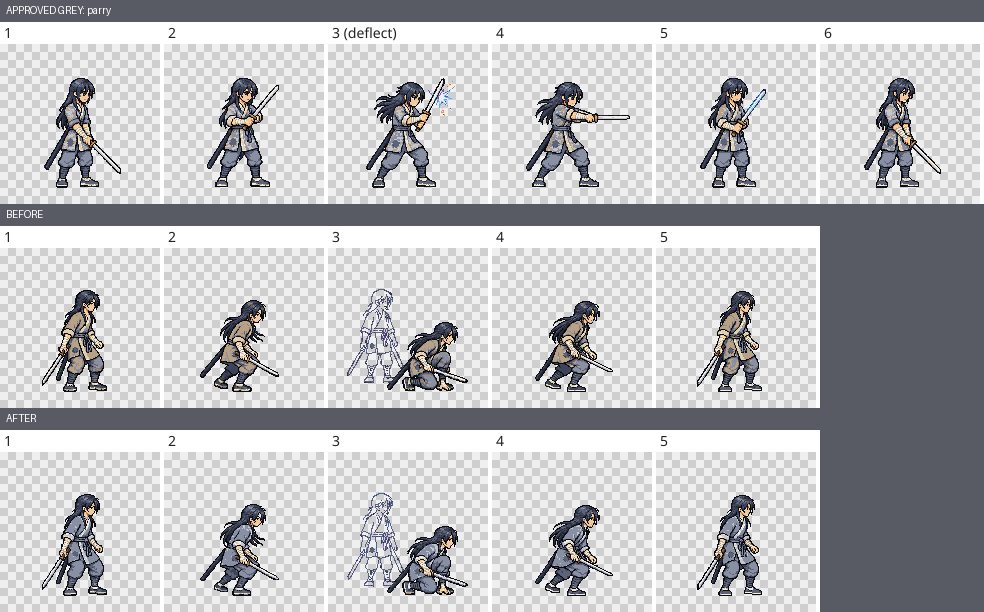 APPROVED GREY: parry
1 2 3 (deflect) 4 5 6
BEFORE
1 2 3 4 5
AFTER
1 2 3 4 5